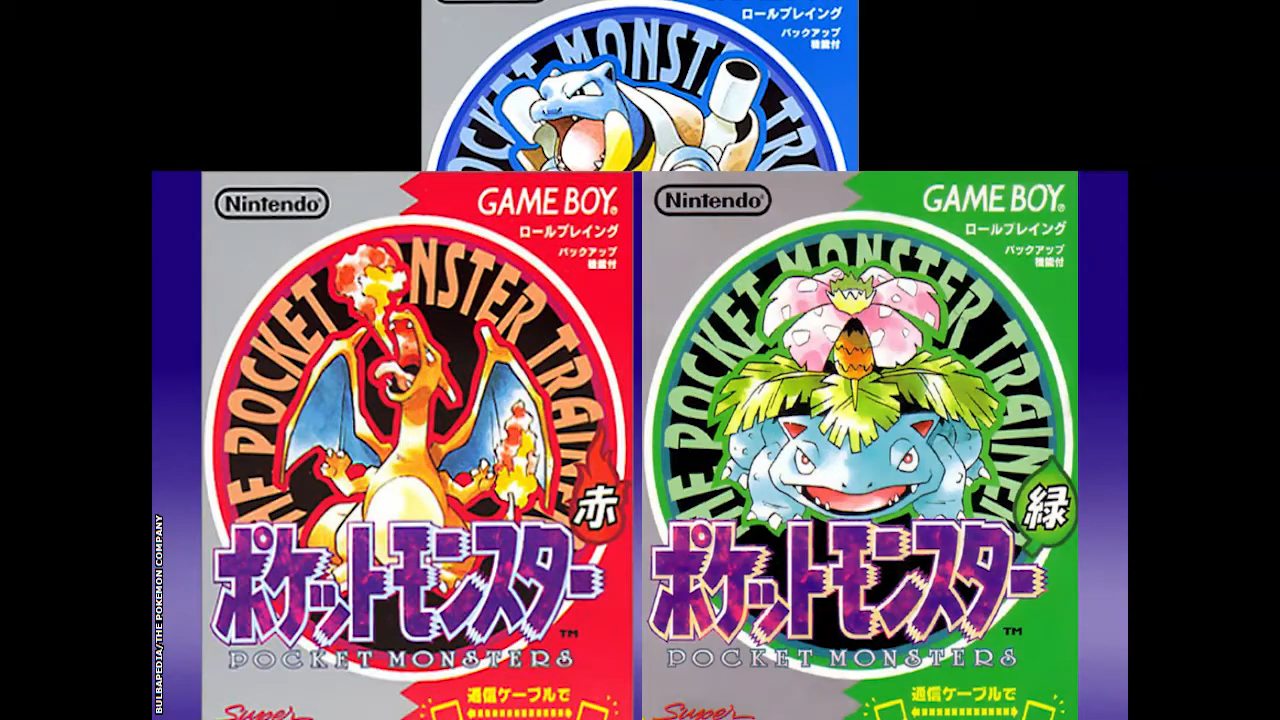 ロールプレイング
バックアップ
機能付
POCKET MONSTER
Nintendo
GAME BOY
ロールプレイング
バックアップ
機能付
THE POCKET MONSTER TRAINER
赤
ポケットモンスター
TM
POCKET MONSTERS
通信ケーブルで
Super
Nintendo
GAME BOY
ロールプレイング
バックアップ
機能付
THE POCKET MONSTER TRAINER
緑
ポケットモンスター
TM
POCKET MONSTERS
通信ケーブルで
Super
BULBAPEDIA/THE POKEMON COMPANY